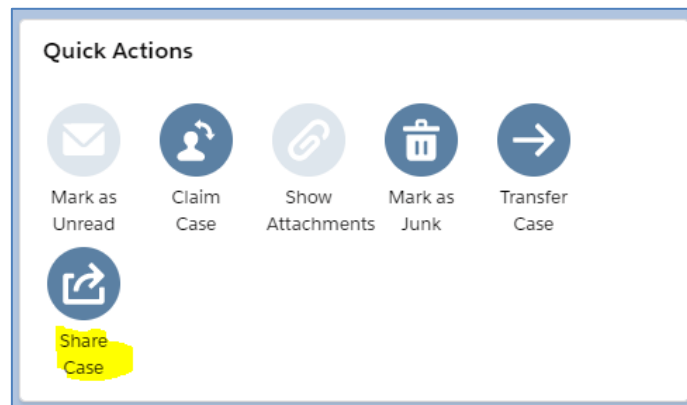 Quick Actions
Mark as
Unread
Claim
Case
Show
Attachments
Mark as
Junk
Transfer
Case
Share
Case